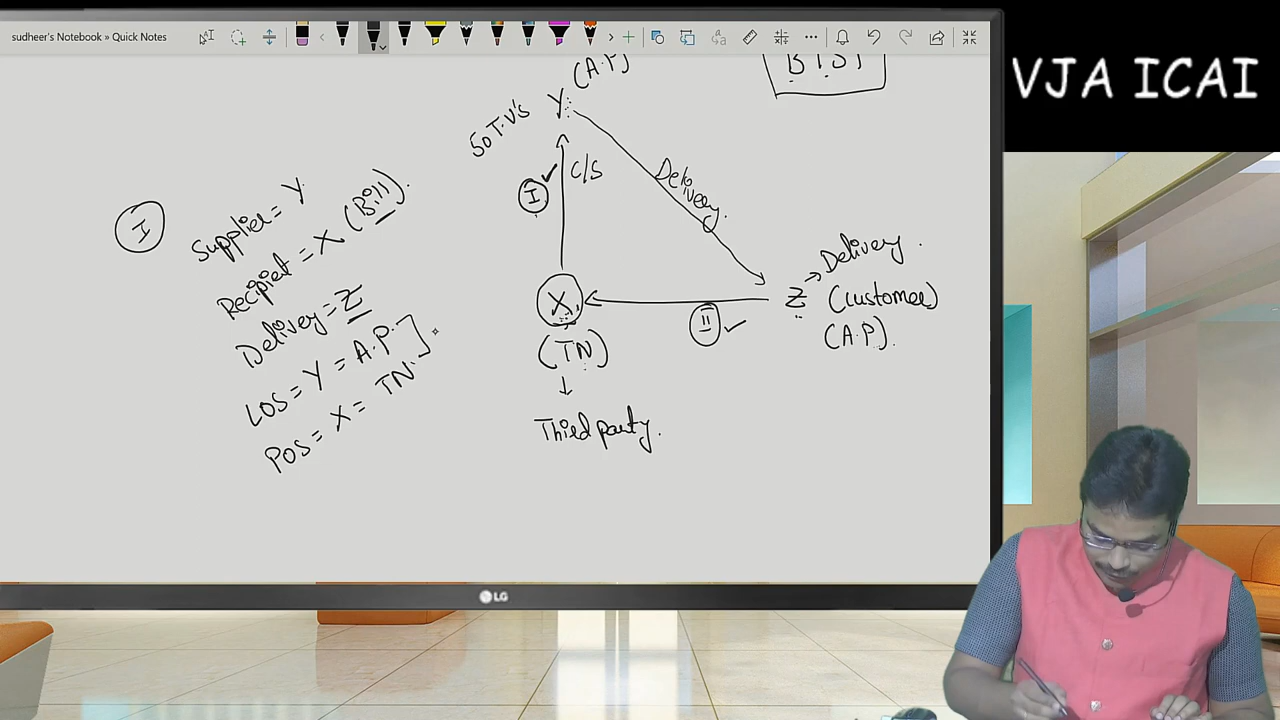 sudheer's Notebook » Quick Notes
VJA ICAI
(A.P)
BTST
50 T.V's
Y
C/S
I
Delivery.
I
Supplier = Y
Recipient = X (Bill).
Delivery = Z
LOS = Y = A.P.
POS = X = TN.
X
II
Z → Delivery.
(customer)
(A.P).
(TN)
Third party.
LG